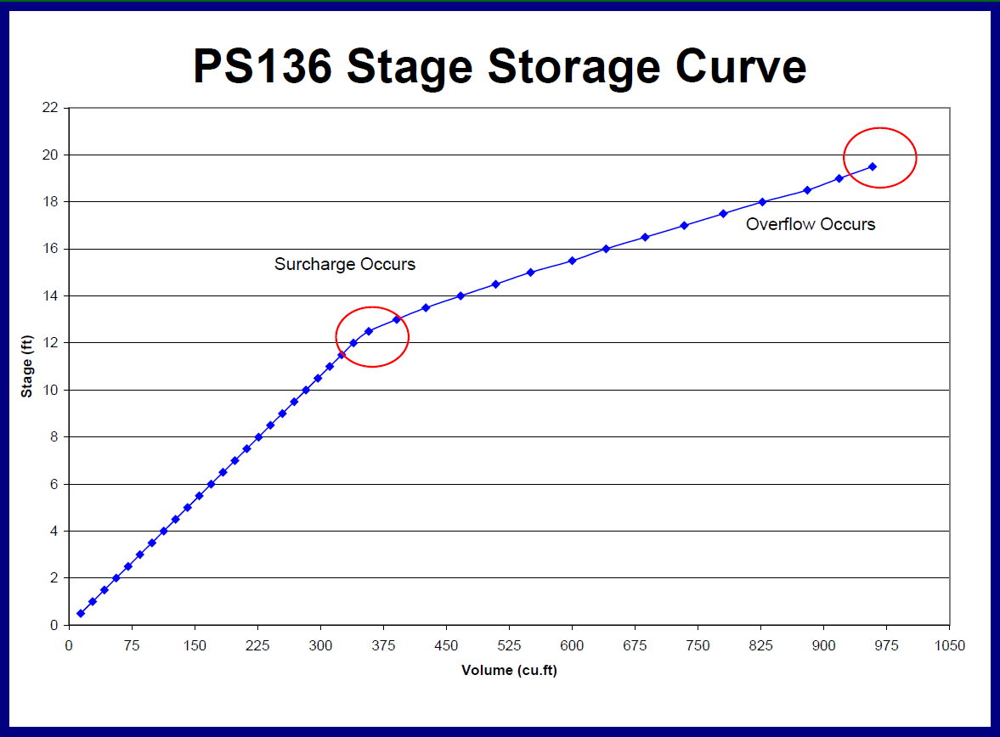 PS136 Stage Storage Curve
22
20
18
16
14
12
10
8
6
4
2
0
Stage (ft)
Surcharge Occurs
Overflow Occurs
0 75 150 225 300 375 450 525 600 675 750 825 900 975 1050
Volume (cu.ft)